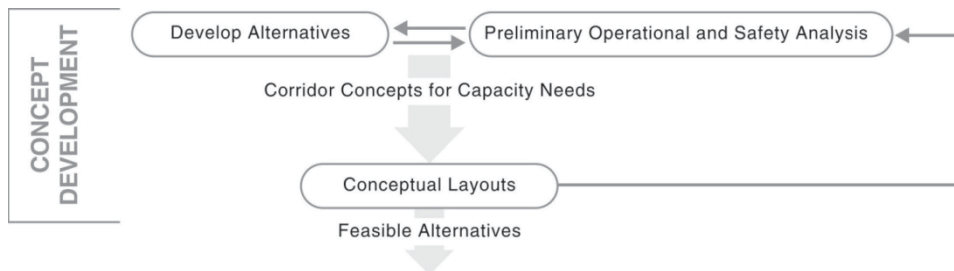 CONCEPT
DEVELOPMENT
Develop Alternatives
Preliminary Operational and Safety Analysis
Corridor Concepts for Capacity Needs
Conceptual Layouts
Feasible Alternatives